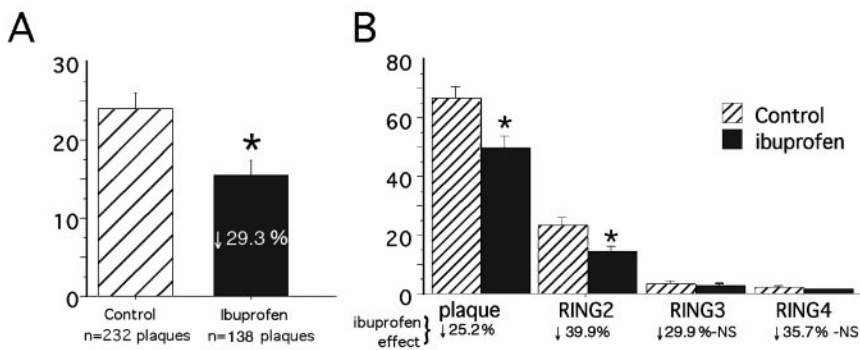 A
30
20
10
0
*
↓29.3 %
Control
n=232 plaques
Ibuprofen
n=138 plaques
B
80
60
40
20
0
*
*
Control
ibuprofen
plaque
RING2
RING3
RING4
ibuprofen
effect
↓25.2%
↓39.9%
↓29.9%-NS
↓35.7% -NS